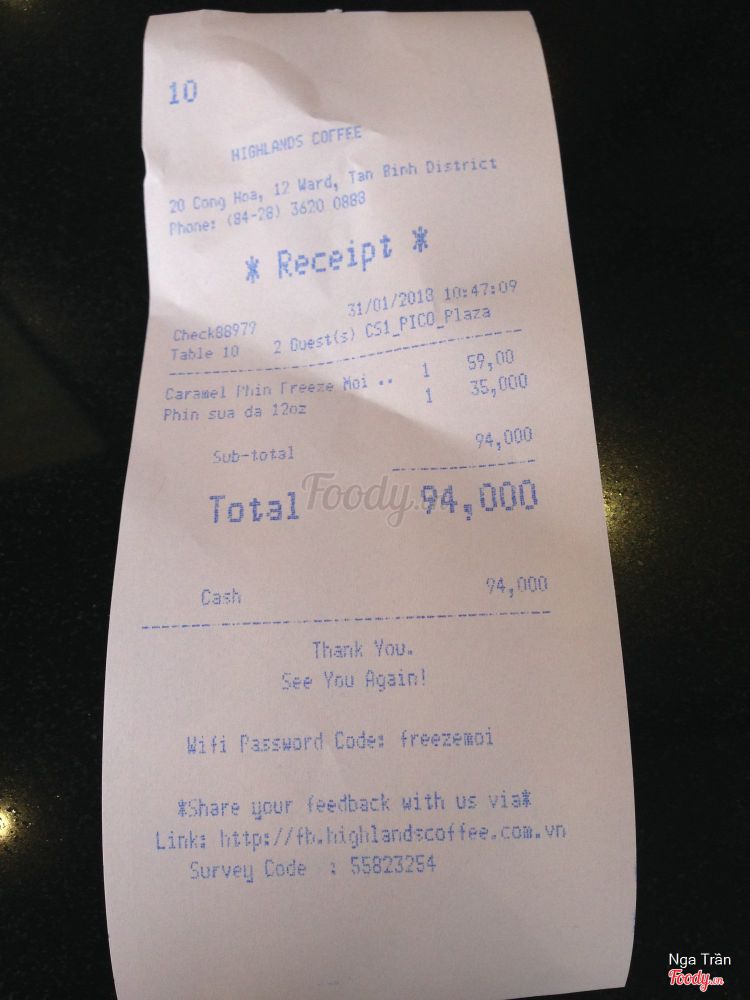 10
HIGHLANDS COFFEE
20 Cong Hoa, 12 Ward, Tan Binh District
Phone: (84-28) 3620 0888
* Receipt *
31/01/2018 10:47:09
Check88979
Table 10 2 Guest(s) CS1_PICO_Plaza
Caramel Phin Freeze Moi .. 1 59,00
Phin sua da 12oz 1 35,000
Sub-total 94,000
Total 94,000
Foody.vn
Cash 94,000
Thank You.
See You Again!
Wifi Password Code: freezemoi
*Share your feedback with us via*
Link: http://fb.highlandscoffee.com.vn
Survey Code : 55823254
Nga Trần
Foody.vn